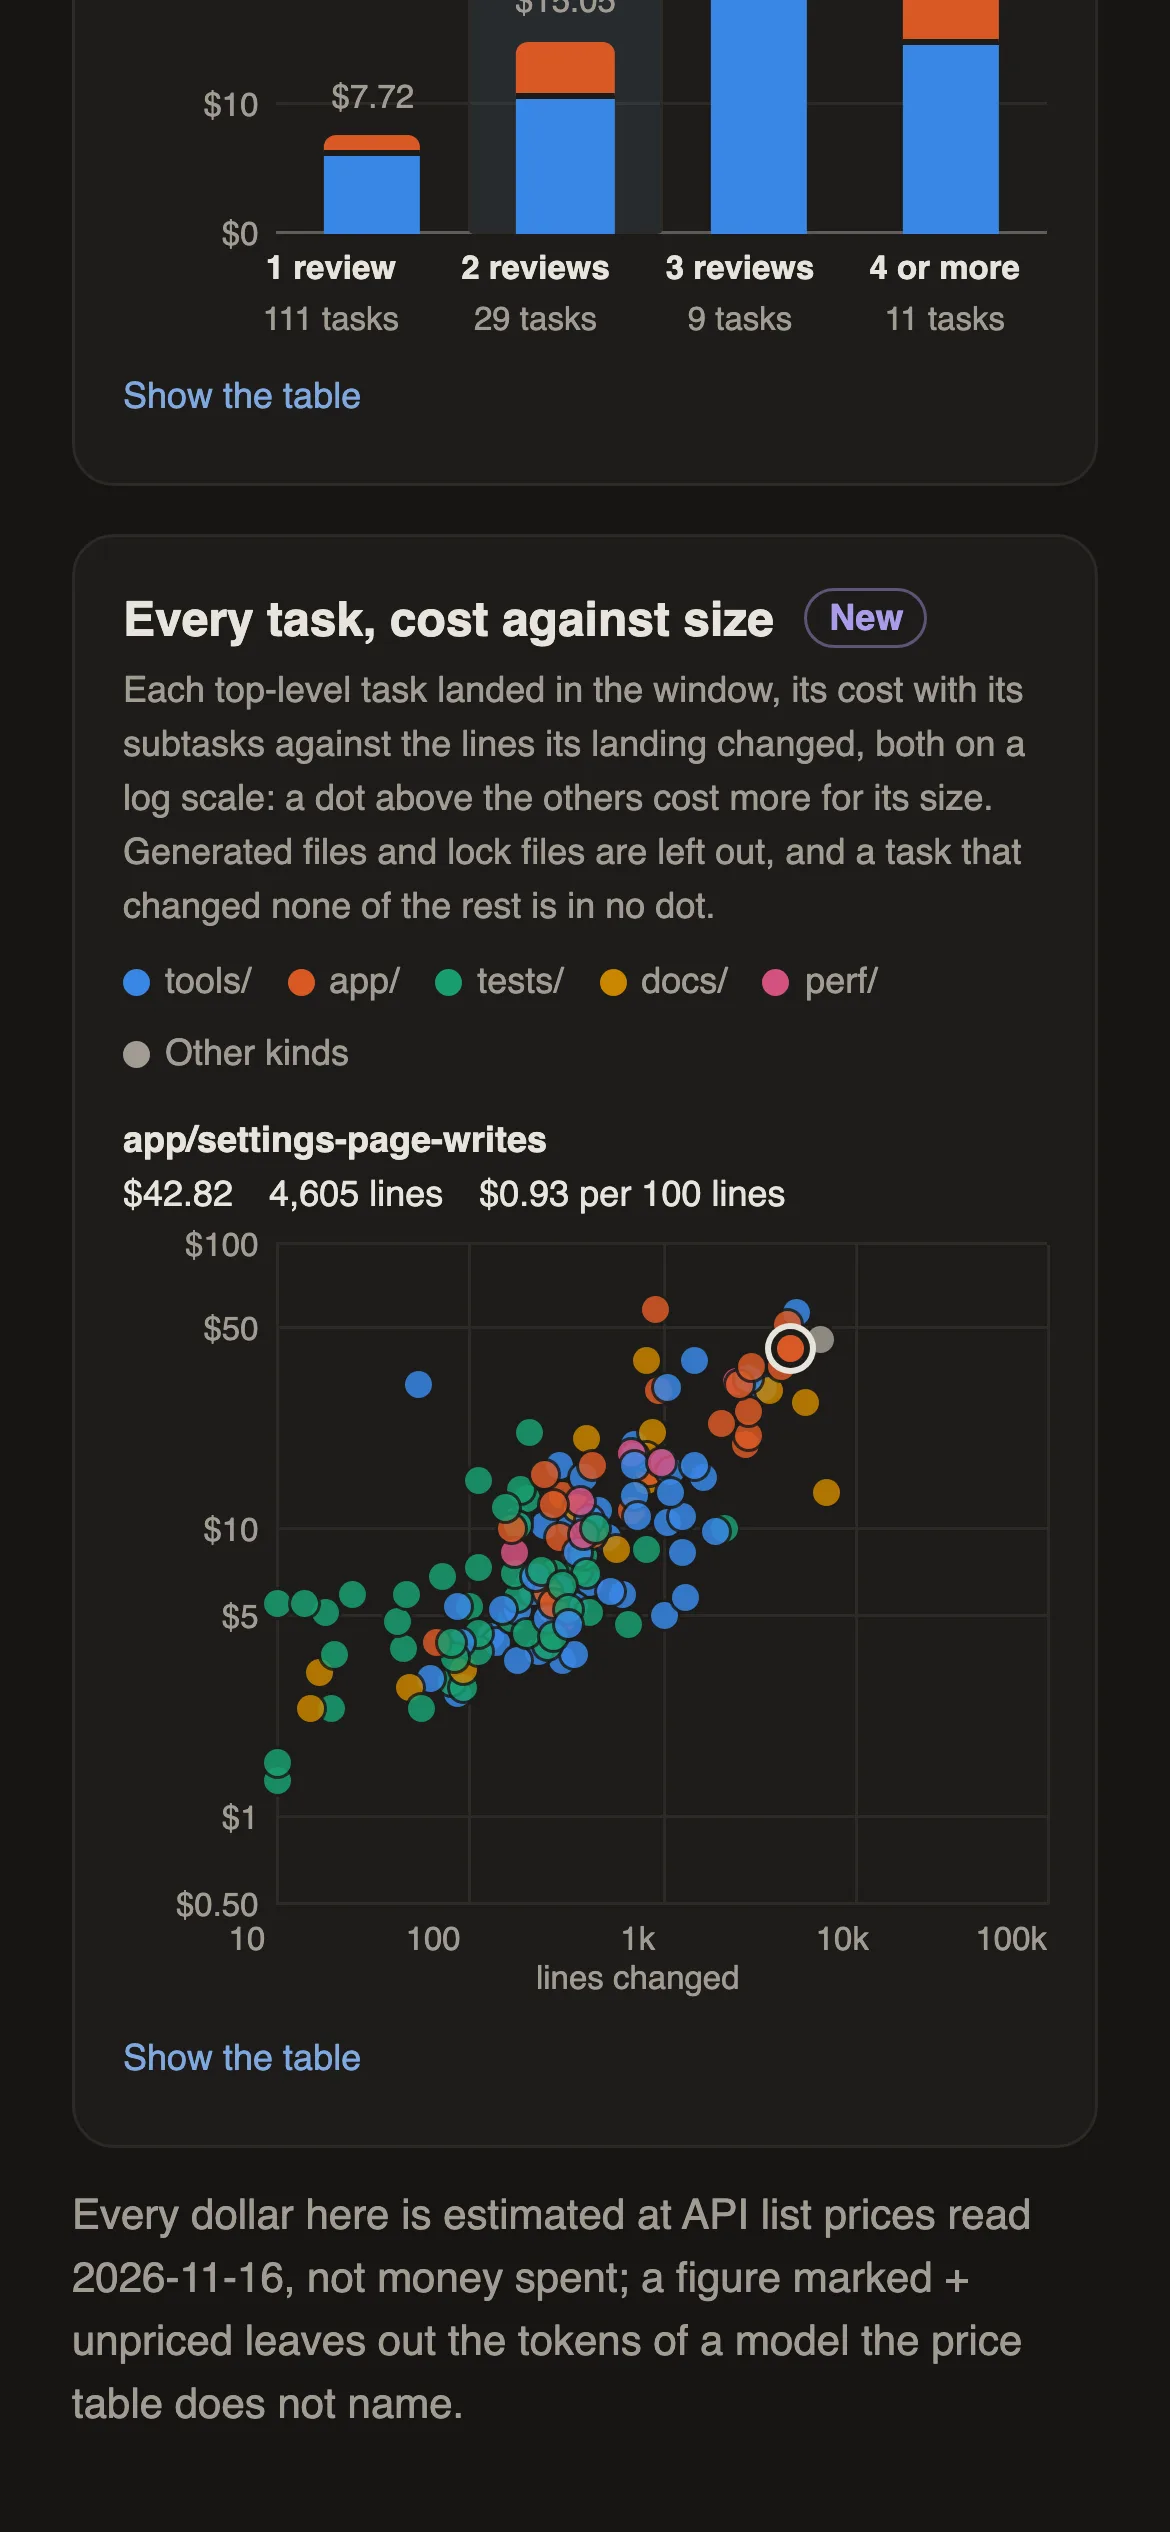 $15.05
$10
$7.72
$0
1 review
2 reviews
3 reviews
4 or more
111 tasks
29 tasks
9 tasks
11 tasks
Show the table
Every task, cost against size
New
Each top-level task landed in the window, its cost with its
subtasks against the lines its landing changed, both on a
log scale: a dot above the others cost more for its size.
Generated files and lock files are left out, and a task that
changed none of the rest is in no dot.
tools/
app/
tests/
docs/
perf/
Other kinds
app/settings-page-writes
$42.82 4,605 lines $0.93 per 100 lines
$100
$50
$10
$5
$1
$0.50
10
100
1k
10k
100k
lines changed
Show the table
Every dollar here is estimated at API list prices read
2026-11-16, not money spent; a figure marked +
unpriced leaves out the tokens of a model the price
table does not name.